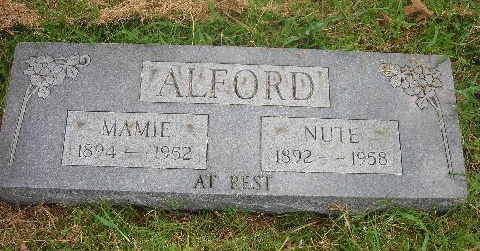 ALFORD
MAMIE
1894 — 1962
NUTE
1892 — 1958
AT REST